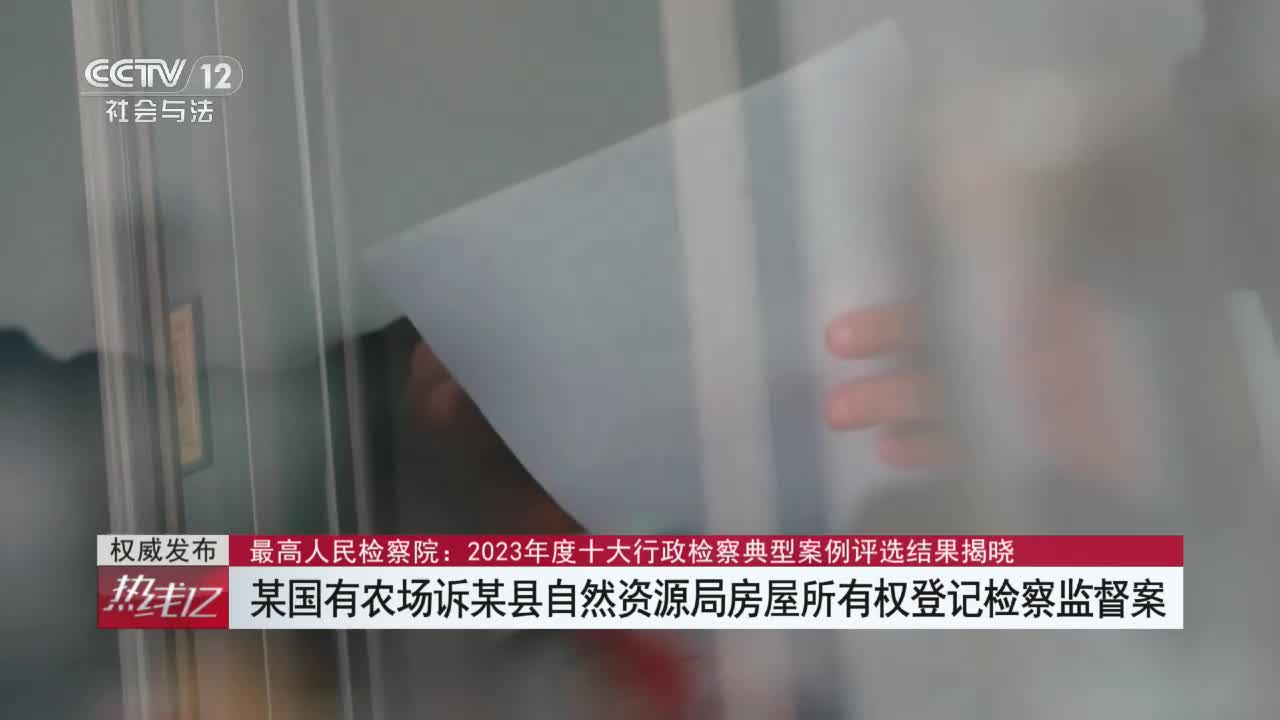 CCTV 12
社会与法
权威发布
最高人民检察院：2023年度十大行政检察典型案例评选结果揭晓
热线12
某国有农场诉某县自然资源局房屋所有权登记检察监督案